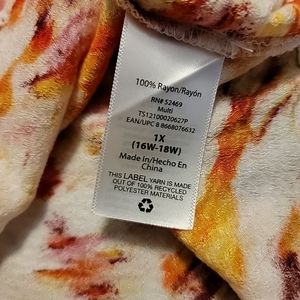 100% Rayon/Rayón
RN# 52469
Multi
TS12100020627P
EAN/UPC 8 8668076632
1X
(16W-18W)
Made In/Hecho En
China
THIS LABEL YARN IS MADE
OUT OF 100% RECYCLED
POLYESTER MATERIALS